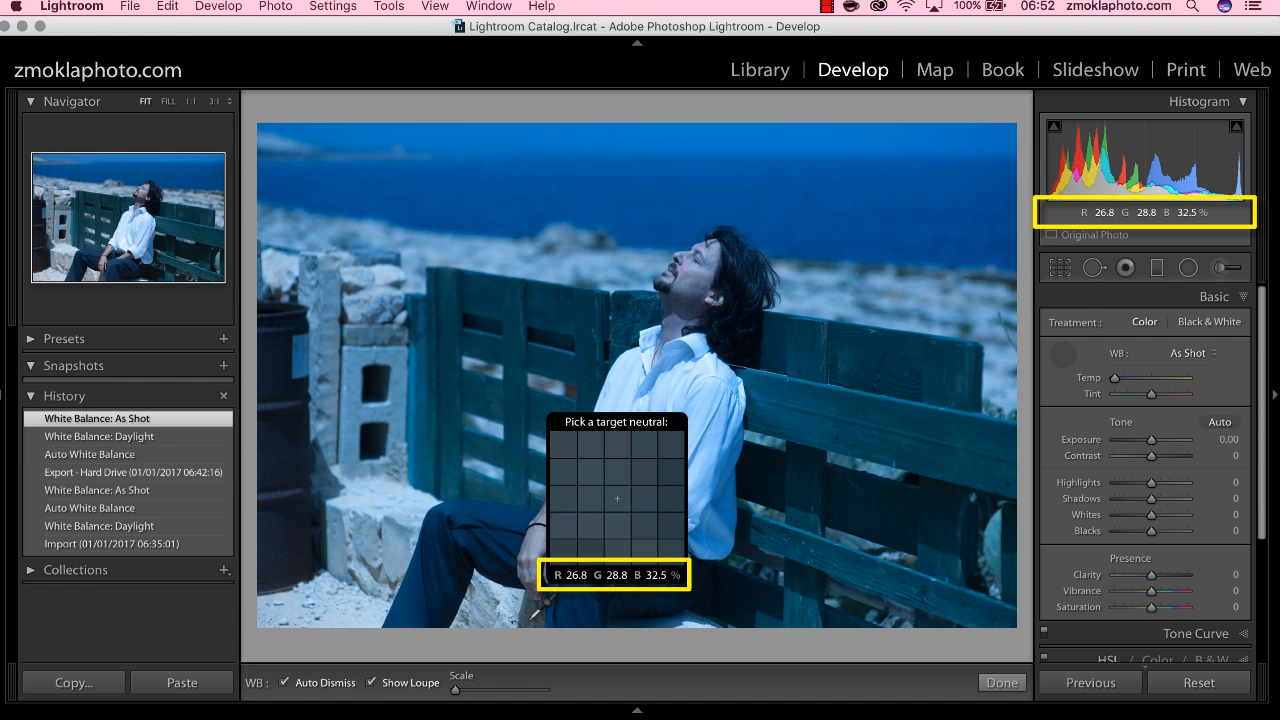 Lightroom File Edit Develop Photo Settings Tools View Window Help 100% 06:52 zmoklaphoto.com
Lightroom Catalog.lrcat - Adobe Photoshop Lightroom - Develop
zmoklaphoto.com
Library | Develop | Map | Book | Slideshow | Print | Web
Navigator FIT FILL 1:1 3:1
Presets
Snapshots
History
White Balance: As Shot
White Balance: Daylight
Auto White Balance
Export - Hard Drive (01/01/2017 06:42:16)
White Balance: As Shot
Auto White Balance
White Balance: Daylight
Import (01/01/2017 06:35:01)
Collections
Copy... Paste
Pick a target neutral:
R 26.8 G 28.8 B 32.5 %
WB : Auto Dismiss Show Loupe Scale
Done
Histogram
R 26.8 G 28.8 B 32.5 %
Original Photo
Basic
Treatment : Color | Black & White
WB : As Shot
Temp
Tint
Tone Auto
Exposure 0.00
Contrast 0
Highlights 0
Shadows 0
Whites 0
Blacks 0
Presence
Clarity 0
Vibrance 0
Saturation 0
Tone Curve
HSL / Color / B & W
Previous Reset